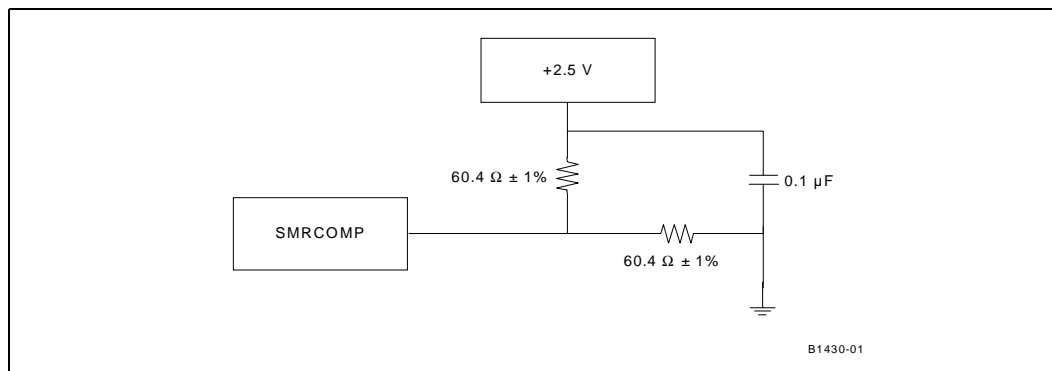 +2.5 V
60.4 Ω ± 1%
0.1 µF
SMRCOMP
60.4 Ω ± 1%
B1430-01